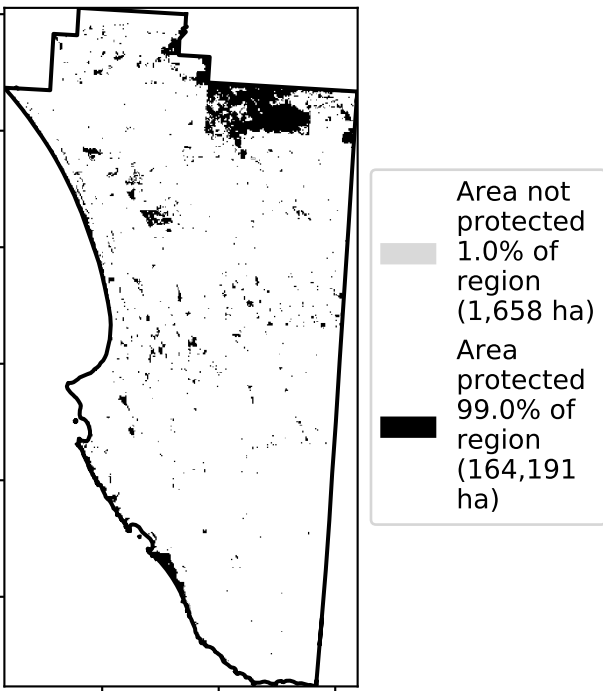 Area not
protected
1.0% of
region
(1,658 ha)
Area
protected
99.0% of
region
(164,191
ha)